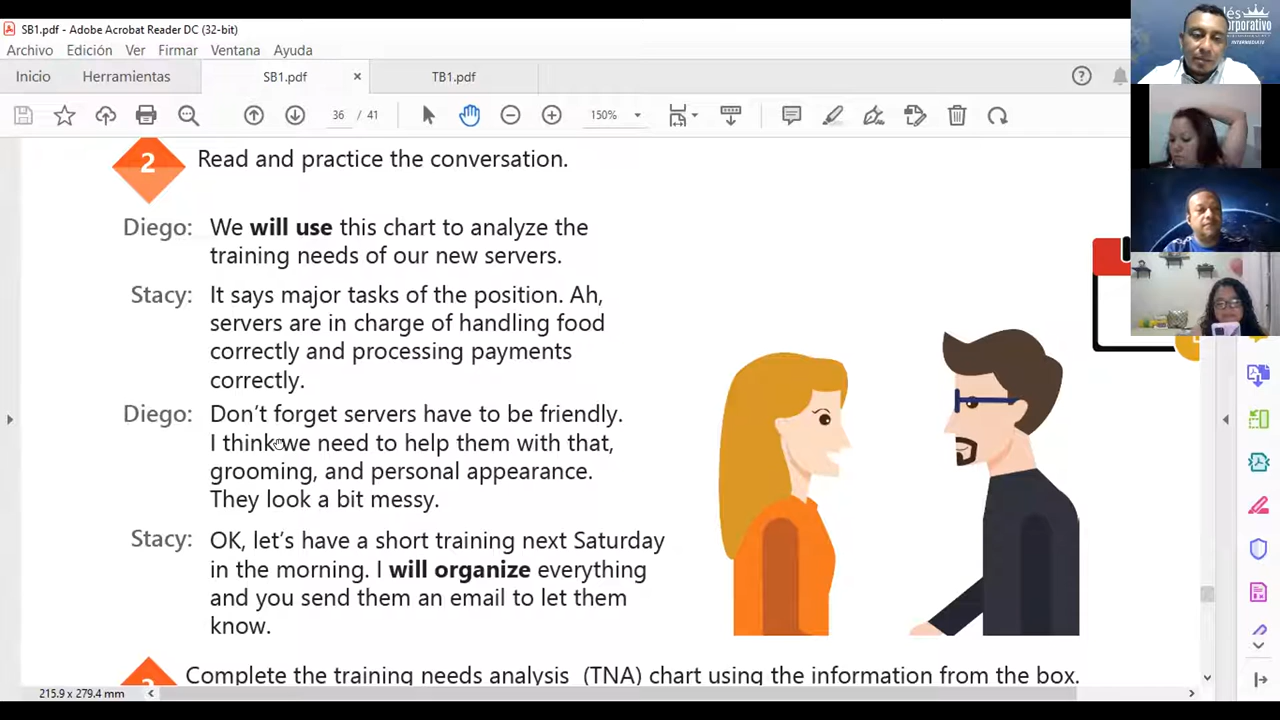 SB1.pdf - Adobe Acrobat Reader DC (32-bit)
Archivo Edición Ver Firmar Ventana Ayuda
Inicio Herramientas SB1.pdf × TB1.pdf
36 / 41 150%
2 Read and practice the conversation.
Diego: We will use this chart to analyze the
training needs of our new servers.
Stacy: It says major tasks of the position. Ah,
servers are in charge of handling food
correctly and processing payments
correctly.
Diego: Don't forget servers have to be friendly.
I think we need to help them with that,
grooming, and personal appearance.
They look a bit messy.
Stacy: OK, let's have a short training next Saturday
in the morning. I will organize everything
and you send them an email to let them
know.
Complete the training needs analysis (TNA) chart using the information from the box.
215.9 x 279.4 mm
INTERMEDIATE